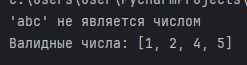 'abc' не является числом
Валидные числа: [1, 2, 4, 5]